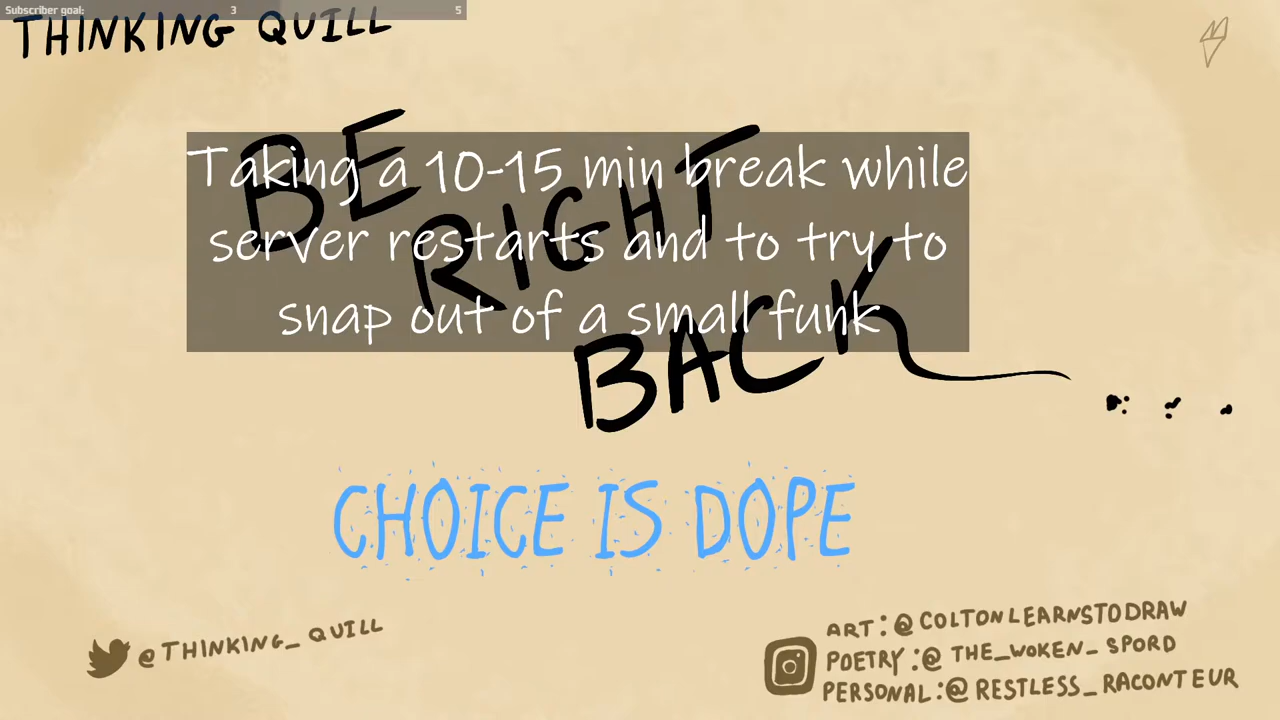 Subscriber goal: 3 5
THINKING QUILL
BE
RIGHT
BACK
Taking a 10-15 min break while
server restarts and to try to
snap out of a small funk
CHOICE IS DOPE
@THINKING_QUILL
ART:@COLTONLEARNSTODRAW
POETRY:@THE_WOKEN_SPORD
PERSONAL:@RESTLESS_RACONTEUR